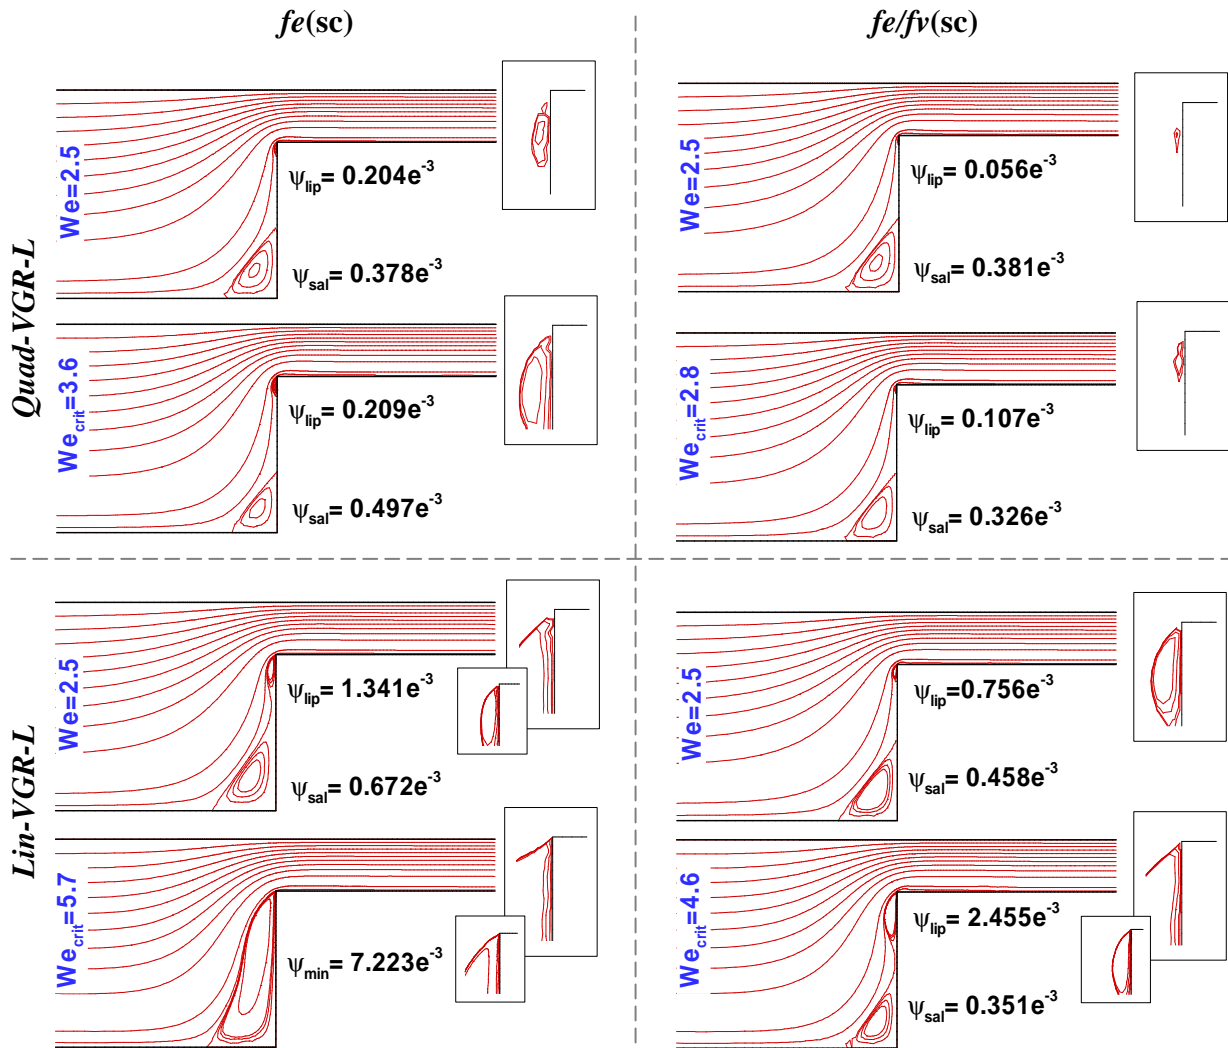 fe(sc)
fe/fv(sc)
Quad-VGR-L
We=2.5
ψlip= 0.204e-3
ψsal= 0.378e-3
We=2.5
ψlip= 0.056e-3
ψsal= 0.381e-3
Wecrit=3.6
ψlip= 0.209e-3
ψsal= 0.497e-3
Wecrit=2.8
ψlip= 0.107e-3
ψsal= 0.326e-3
Lin-VGR-L
We=2.5
ψlip= 1.341e-3
ψsal= 0.672e-3
We=2.5
ψlip=0.756e-3
ψsal= 0.458e-3
Wecrit=5.7
ψmin= 7.223e-3
Wecrit=4.6
ψlip= 2.455e-3
ψsal= 0.351e-3